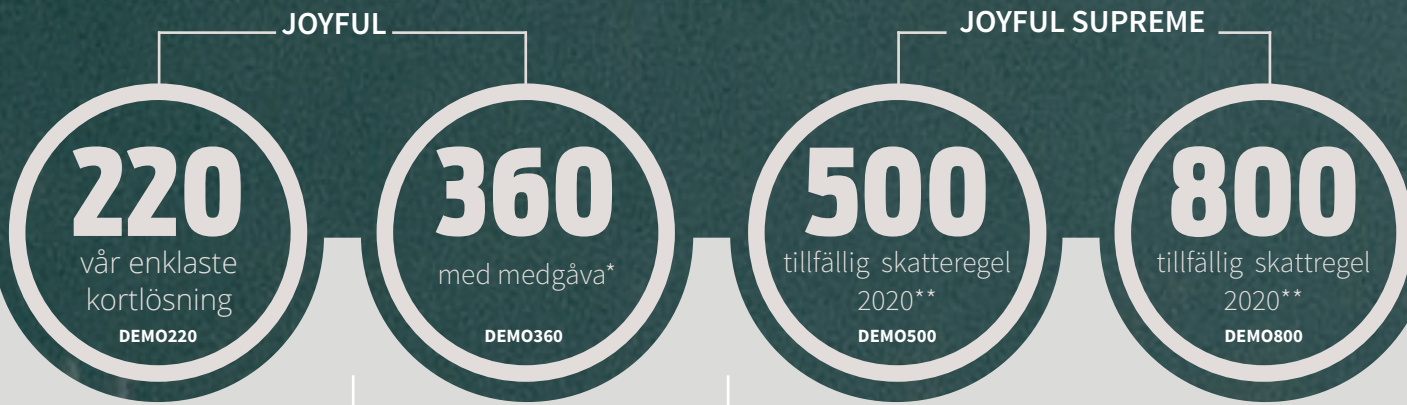 JOYFUL
JOYFUL SUPREME
220
vår enklaste
kortlösning
DEMO220
360
med medgåva*
DEMO360
500
tillfällig skatteregel
2020**
DEMO500
800
tillfällig skattregel
2020**
DEMO800